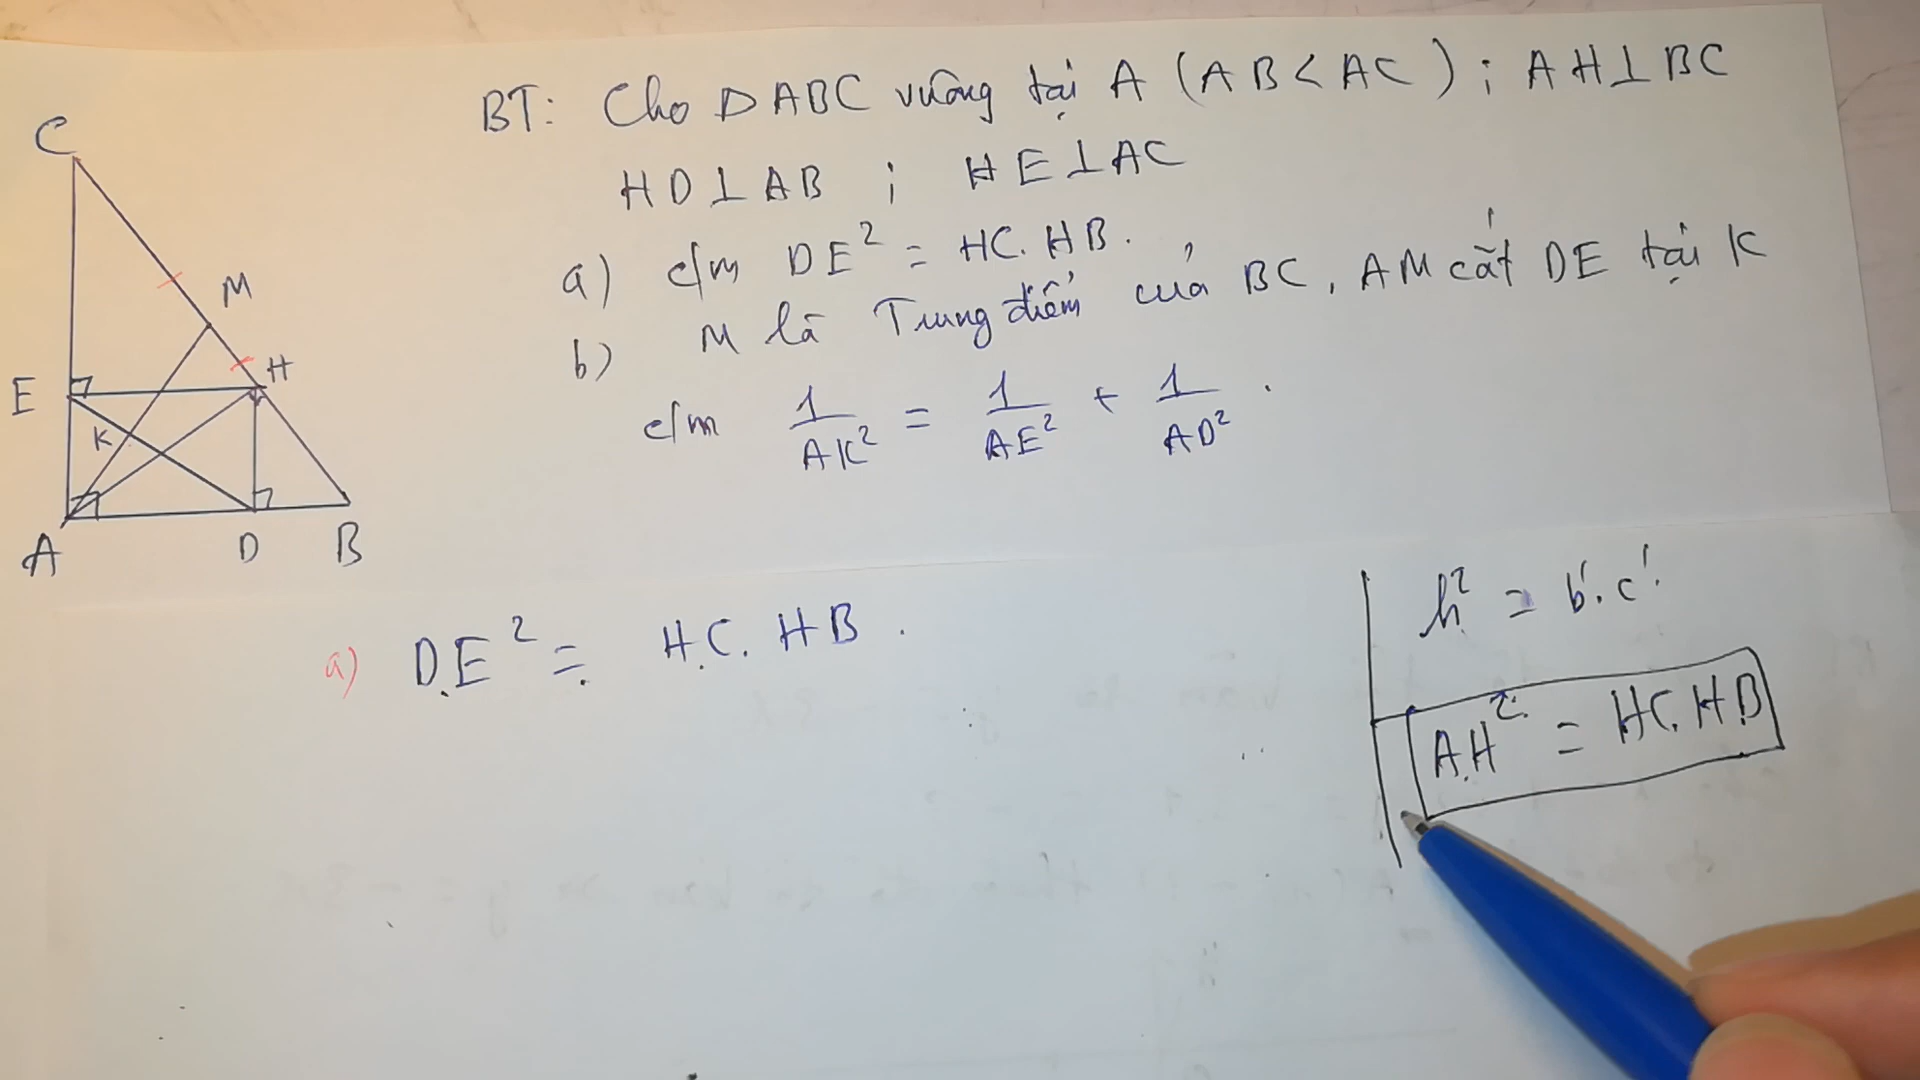 BT: Cho ΔABC vuông tại A (AB < AC) ; AH⊥BC
HD⊥AB ; HE⊥AC
a) c/m DE² = HC.HB.
b) M là Trung điểm của BC, AM cắt DE tại K
c/m 1/AK² = 1/AE² + 1/AD².
C
M
H
E
K
A D B
a) DE² = HC.HB.
h² = b'.c'.
AH² = HC.HB